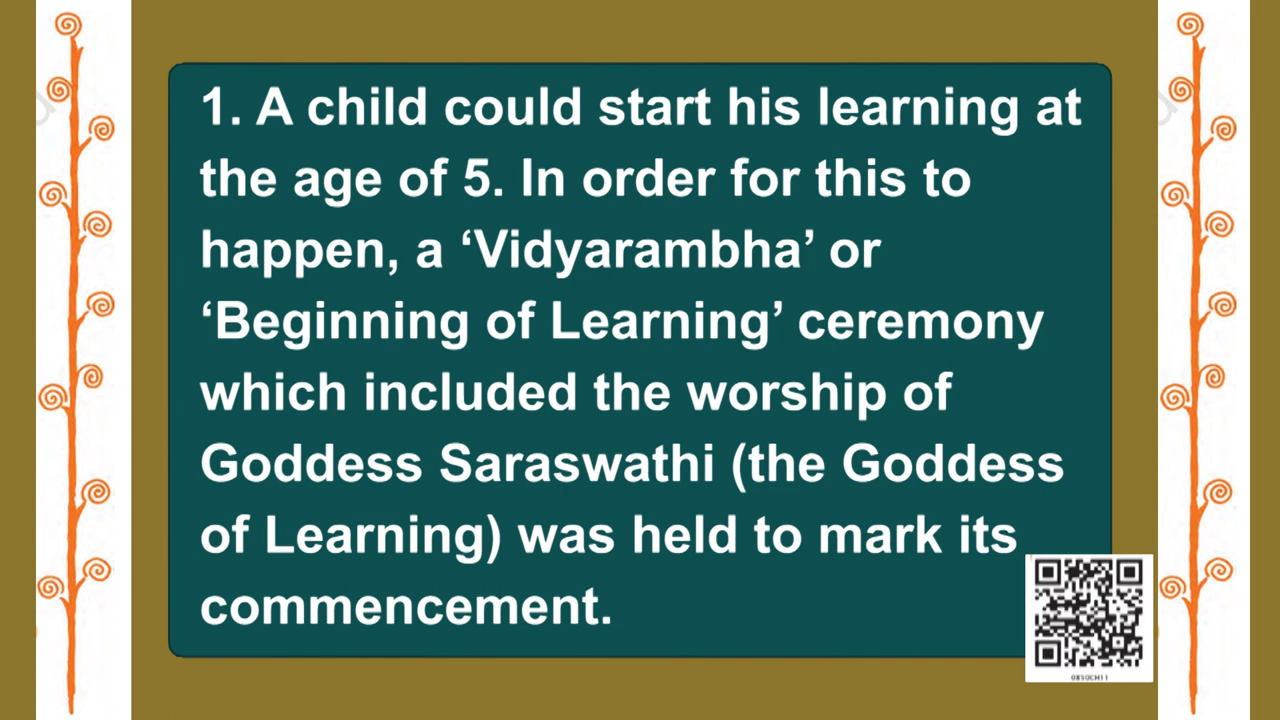 1. A child could start his learning at
the age of 5. In order for this to
happen, a ‘Vidyarambha’ or
‘Beginning of Learning’ ceremony
which included the worship of
Goddess Saraswathi (the Goddess
of Learning) was held to mark its
commencement.